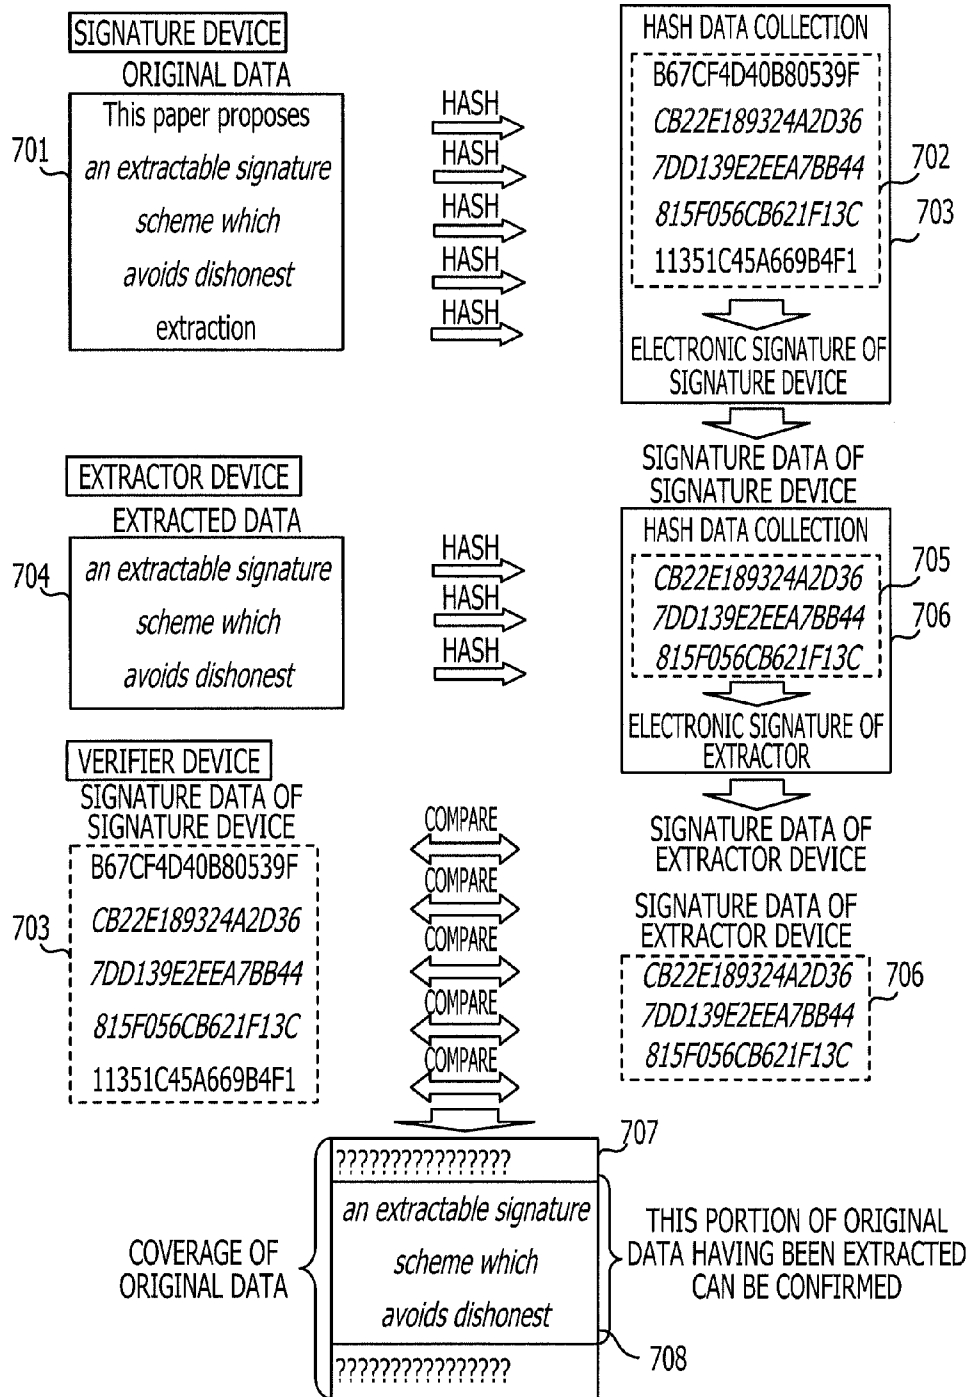 SIGNATURE DEVICE
ORIGINAL DATA
This paper proposes
an extractable signature
scheme which
avoids dishonest
extraction
701
HASH
HASH
HASH
HASH
HASH
HASH DATA COLLECTION
B67CF4D40B80539F
CB22E189324A2D36
7DD139E2EEA7BB44
815F056CB621F13C
11351C45A669B4F1
702
703
ELECTRONIC SIGNATURE OF
SIGNATURE DEVICE
SIGNATURE DATA OF
SIGNATURE DEVICE
EXTRACTOR DEVICE
EXTRACTED DATA
704
an extractable signature
scheme which
avoids dishonest
HASH
HASH
HASH
HASH DATA COLLECTION
CB22E189324A2D36
7DD139E2EEA7BB44
815F056CB621F13C
705
706
ELECTRONIC SIGNATURE OF
EXTRACTOR
SIGNATURE DATA OF
EXTRACTOR DEVICE
VERIFIER DEVICE
SIGNATURE DATA OF
SIGNATURE DEVICE
703
B67CF4D40B80539F
CB22E189324A2D36
7DD139E2EEA7BB44
815F056CB621F13C
11351C45A669B4F1
COMPARE
COMPARE
COMPARE
COMPARE
COMPARE
SIGNATURE DATA OF
EXTRACTOR DEVICE
CB22E189324A2D36
7DD139E2EEA7BB44
815F056CB621F13C
706
707
????????????????
an extractable signature
scheme which
avoids dishonest
????????????????
708
COVERAGE OF
ORIGINAL DATA
THIS PORTION OF ORIGINAL
DATA HAVING BEEN EXTRACTED
CAN BE CONFIRMED